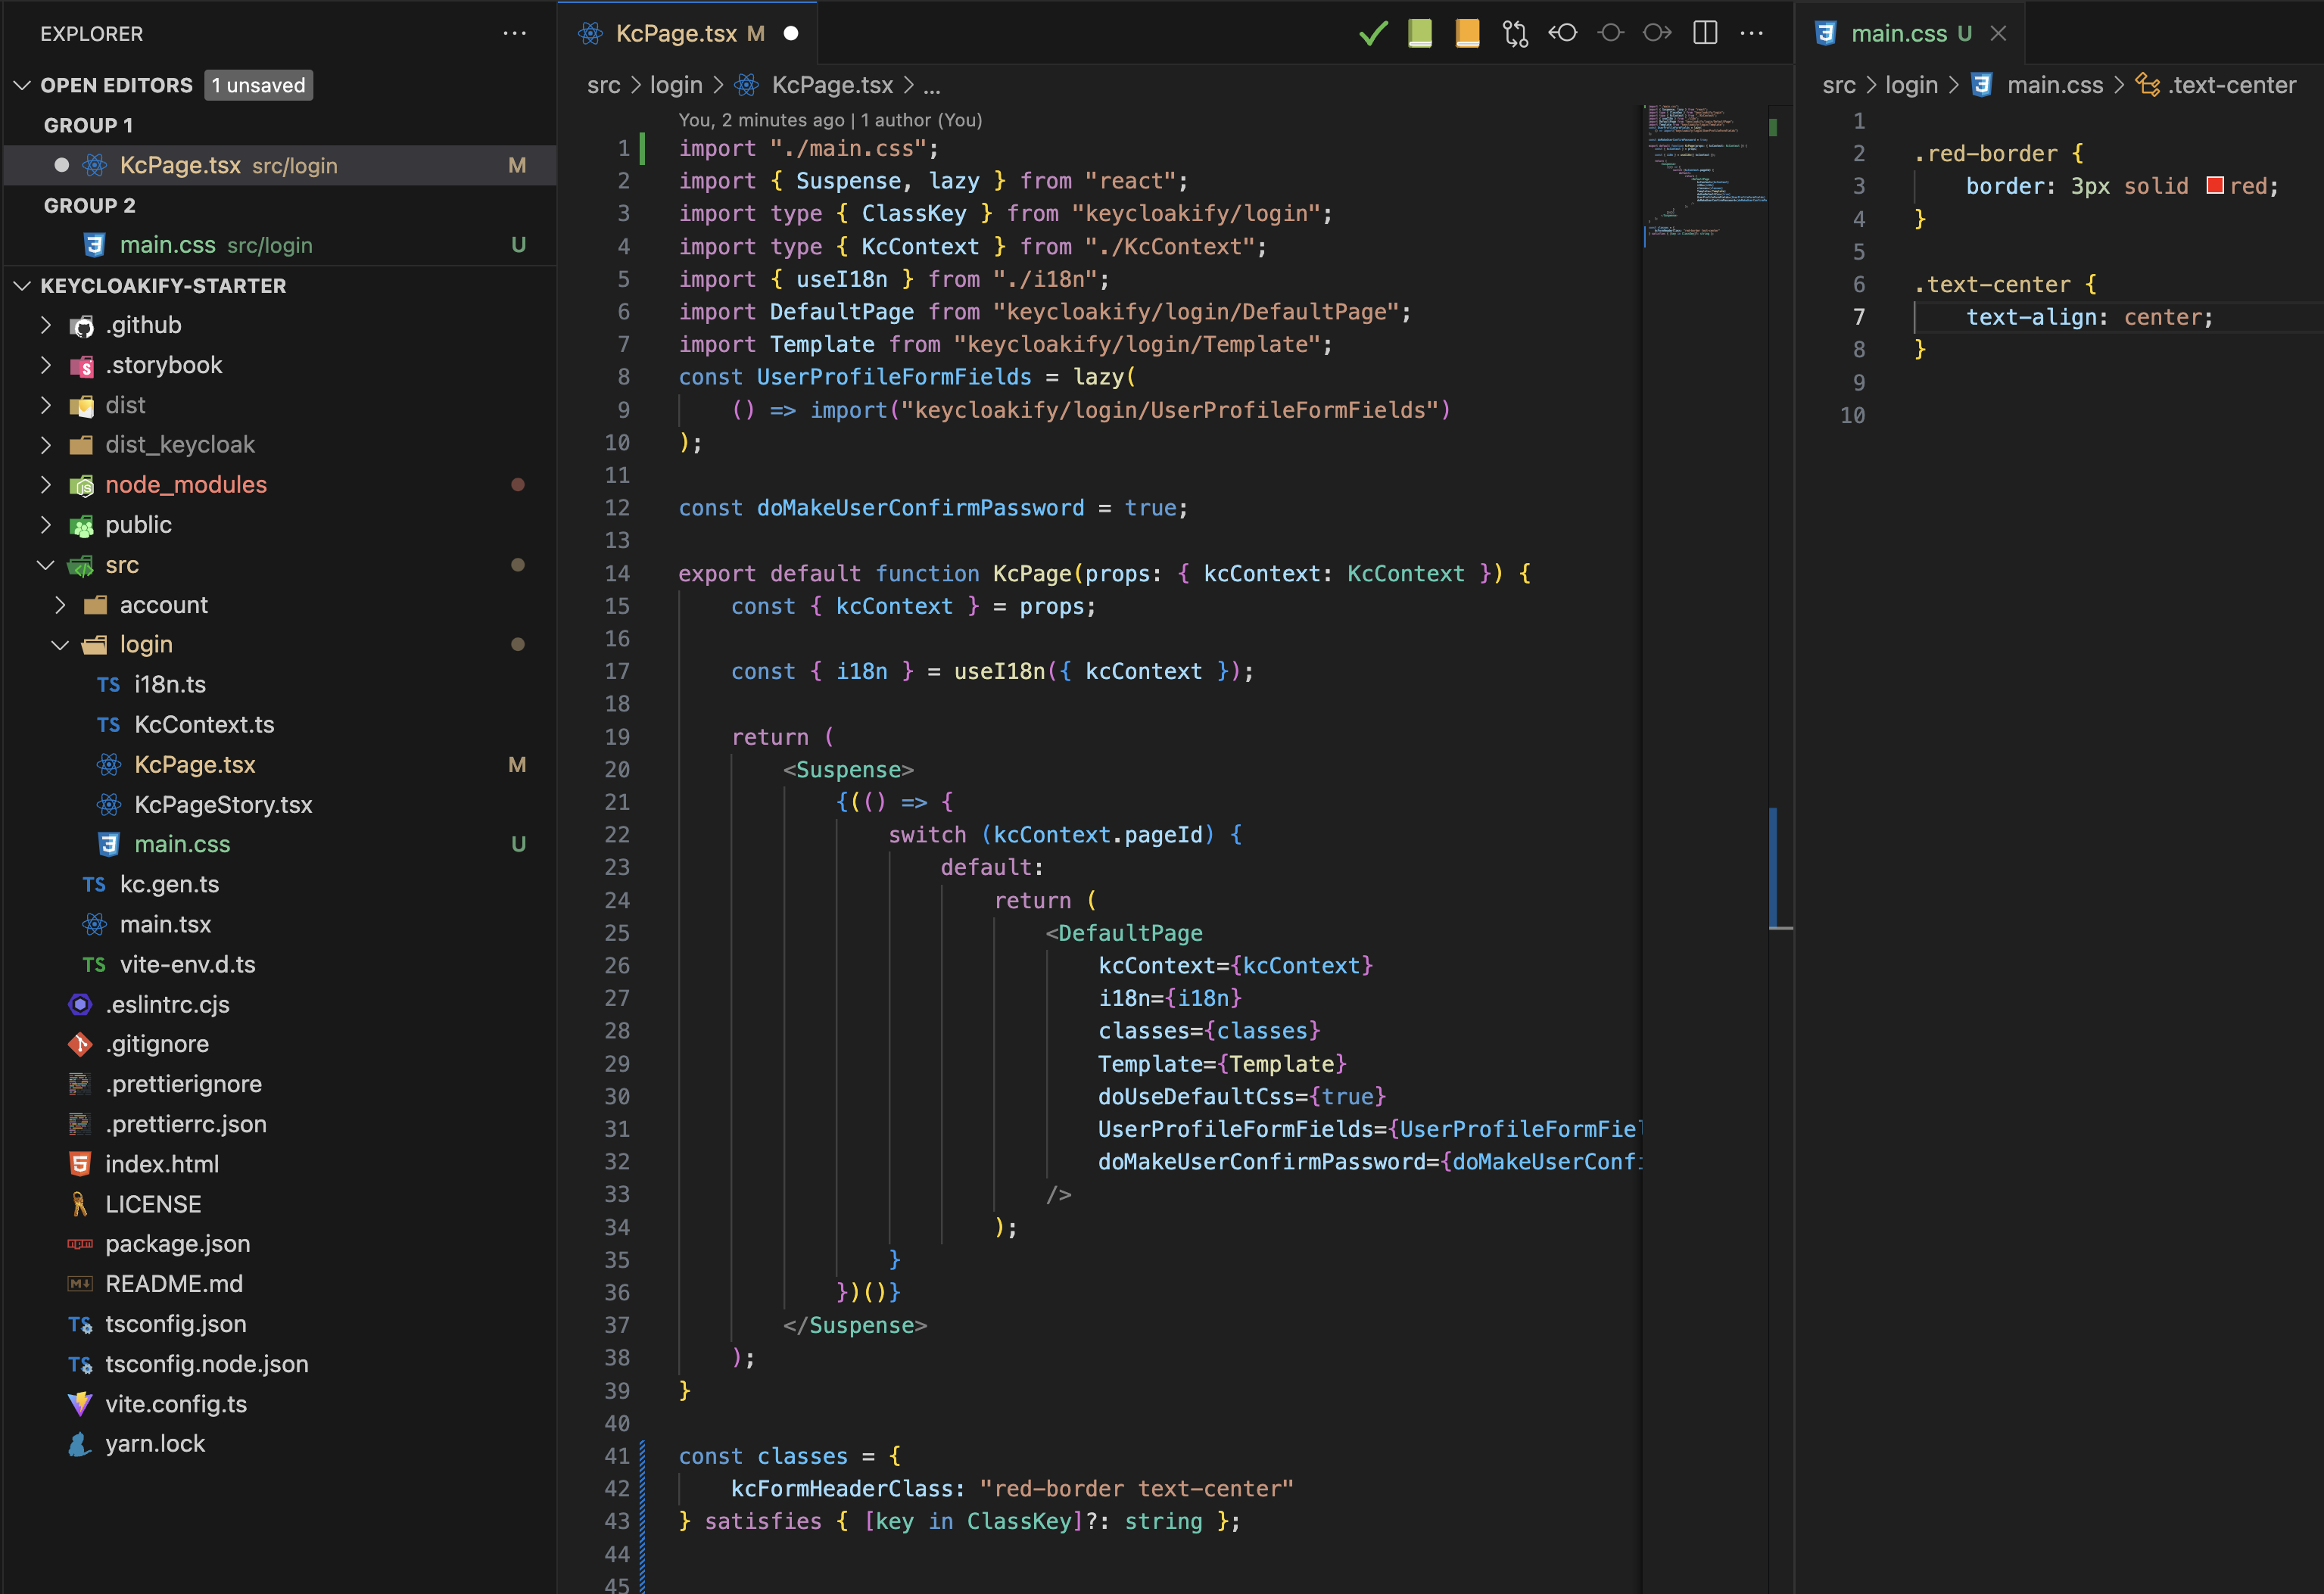 EXPLORER
OPEN EDITORS 1 unsaved
GROUP 1
KcPage.tsx src/login M
GROUP 2
main.css src/login U
KEYCLOAKIFY-STARTER
.github
.storybook
dist
dist_keycloak
node_modules
public
src
account
login
i18n.ts
KcContext.ts
KcPage.tsx M
KcPageStory.tsx
main.css U
kc.gen.ts
main.tsx
vite-env.d.ts
.eslintrc.cjs
.gitignore
.prettierignore
.prettierrc.json
index.html
LICENSE
package.json
README.md
tsconfig.json
tsconfig.node.json
vite.config.ts
yarn.lock
KcPage.tsx M
src > login > KcPage.tsx > ...
You, 2 minutes ago | 1 author (You)
1 import "./main.css";
2 import { Suspense, lazy } from "react";
3 import type { ClassKey } from "keycloakify/login";
4 import type { KcContext } from "./KcContext";
5 import { useI18n } from "./i18n";
6 import DefaultPage from "keycloakify/login/DefaultPage";
7 import Template from "keycloakify/login/Template";
8 const UserProfileFormFields = lazy(
9 () => import("keycloakify/login/UserProfileFormFields")
10 );
11
12 const doMakeUserConfirmPassword = true;
13
14 export default function KcPage(props: { kcContext: KcContext }) {
15 const { kcContext } = props;
16
17 const { i18n } = useI18n({ kcContext });
18
19 return (
20 <Suspense>
21 {(() => {
22 switch (kcContext.pageId) {
23 default:
24 return (
25 <DefaultPage
26 kcContext={kcContext}
27 i18n={i18n}
28 classes={classes}
29 Template={Template}
30 doUseDefaultCss={true}
31 UserProfileFormFields={UserProfileFormFiel
32 doMakeUserConfirmPassword={doMakeUserConfi
33 />
34 );
35 }
36 })()}
37 </Suspense>
38 );
39 }
40
41 const classes = {
42 kcFormHeaderClass: "red-border text-center"
43 } satisfies { [key in ClassKey]?: string };
44
45
main.css U
src > login > main.css > .text-center
1
2 .red-border {
3 border: 3px solid red;
4 }
5
6 .text-center {
7 text-align: center;
8 }
9
10